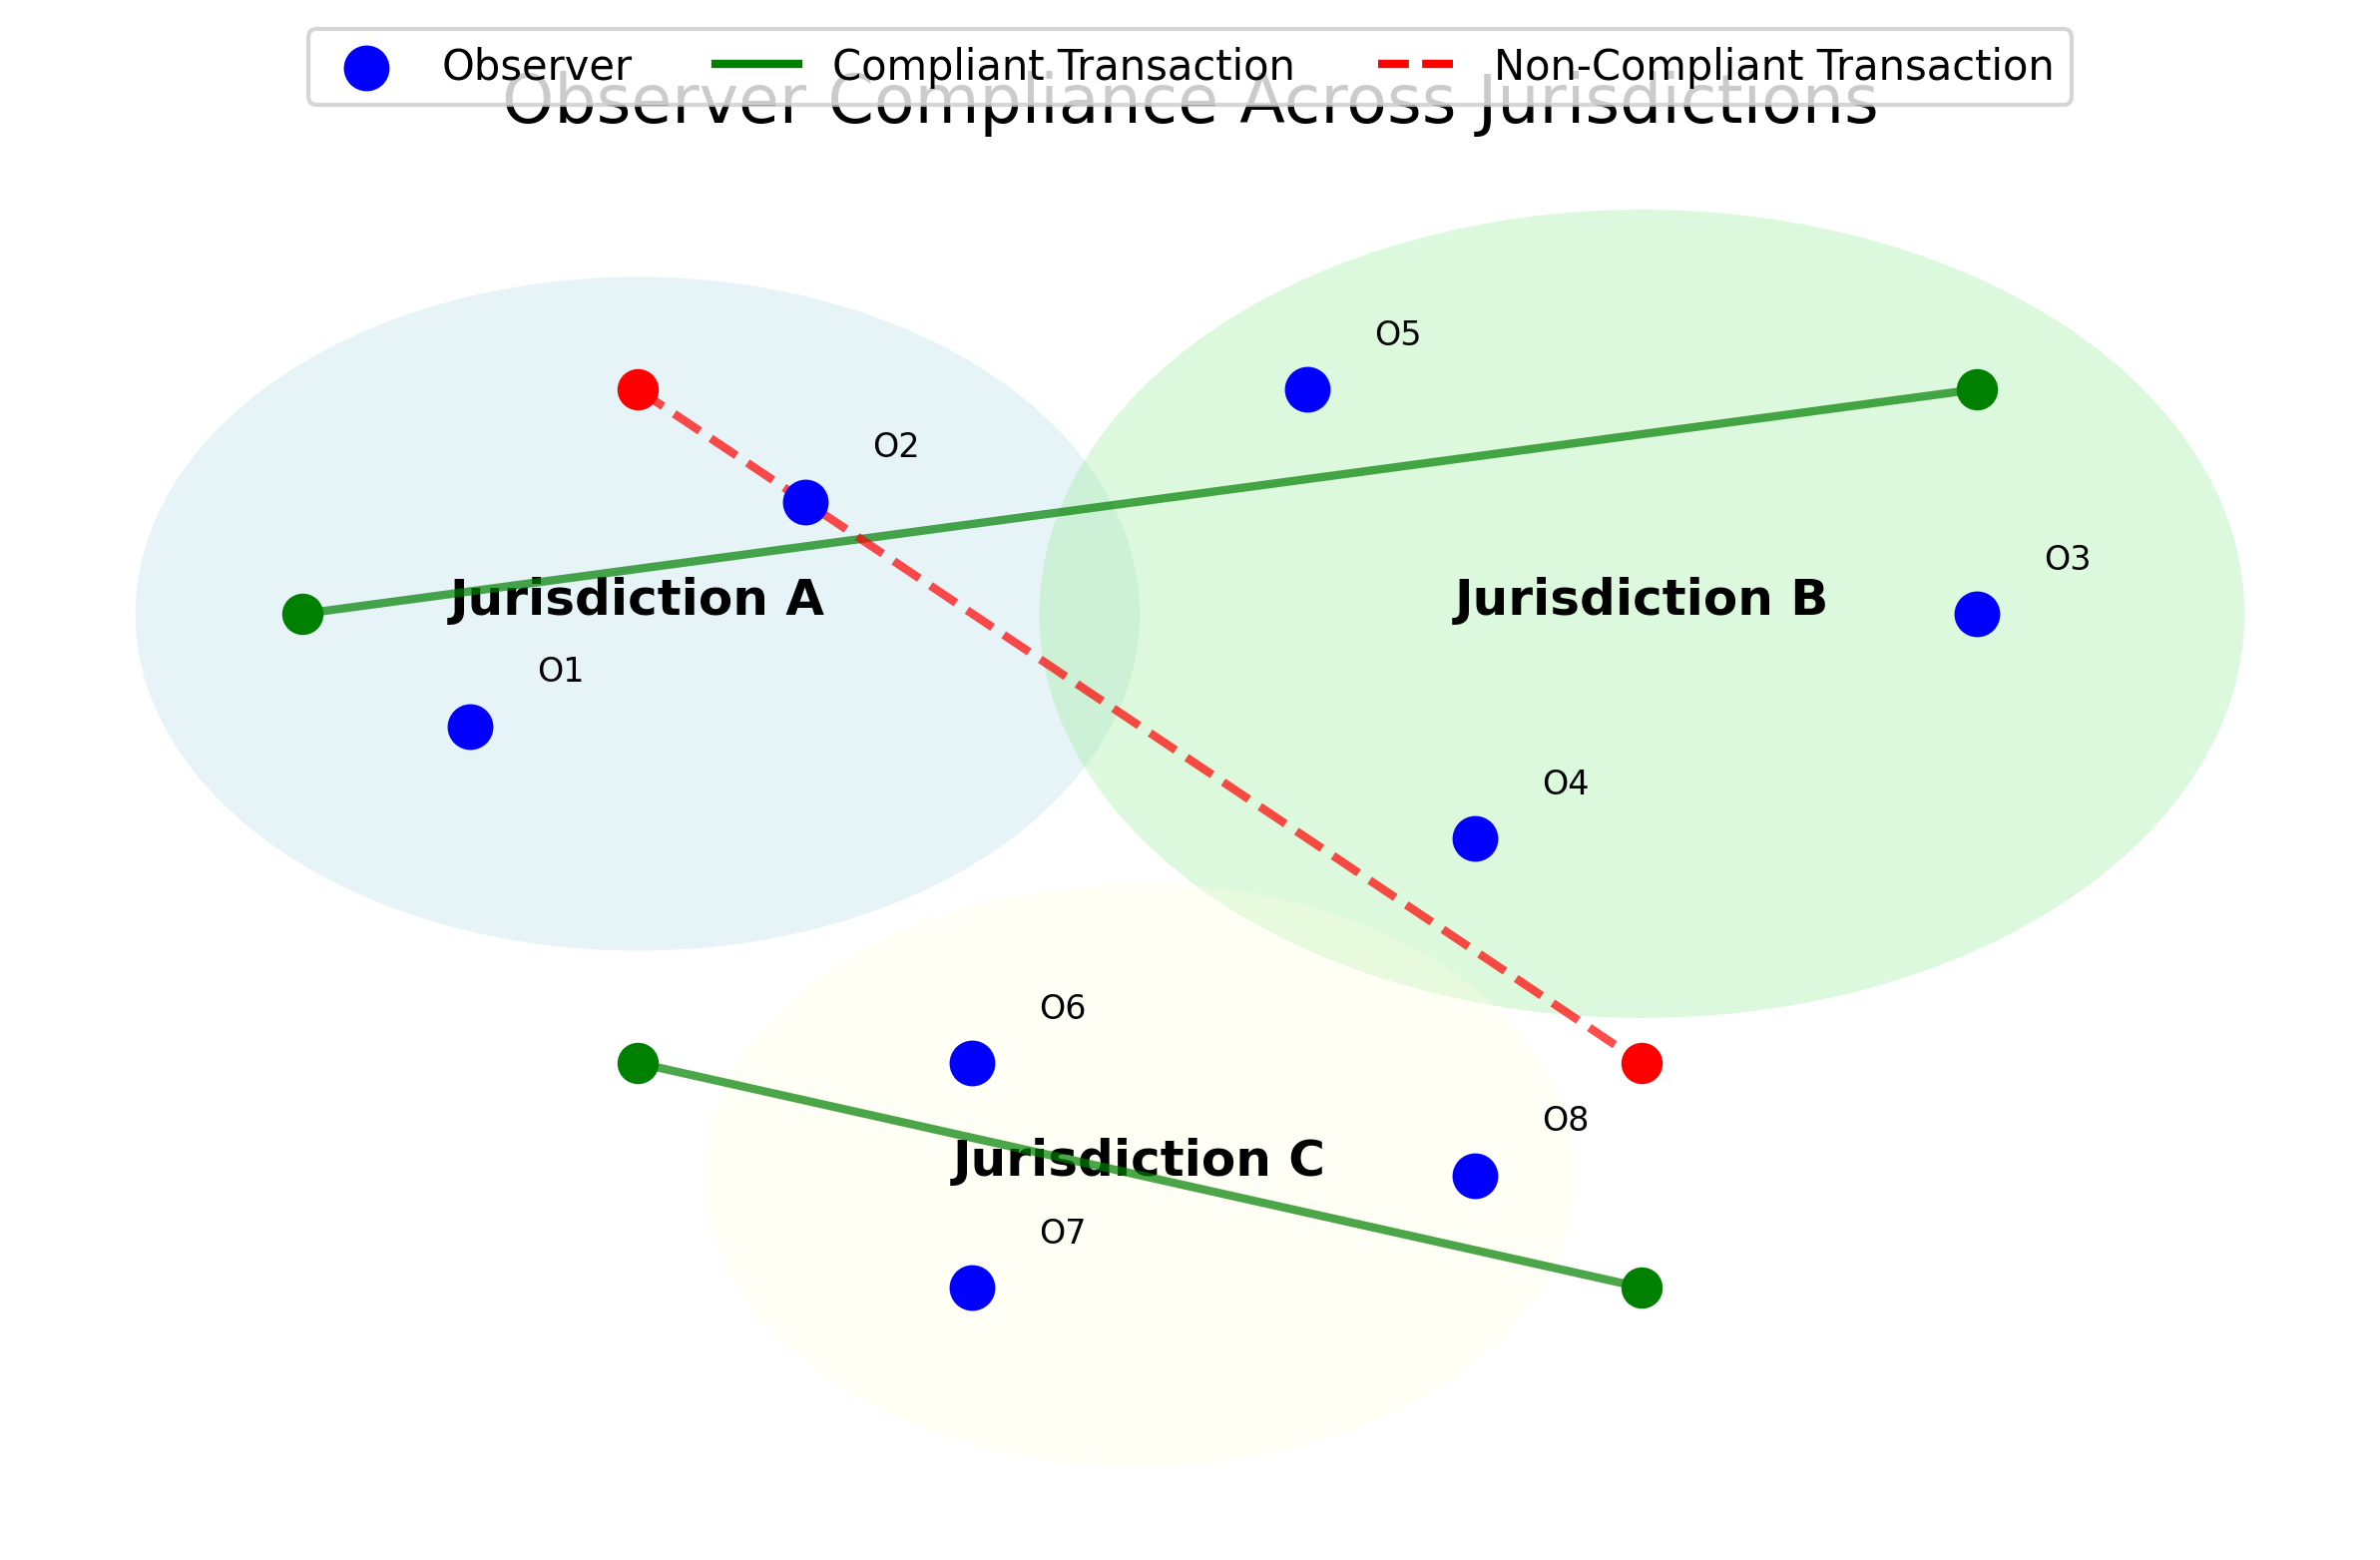 Observer Compliant Transaction Non-Compliant Transaction
Observer Compliance Across Jurisdictions
O5
O2
O3
Jurisdiction A Jurisdiction B
O1
O4
O6
O8
Jurisdiction C
O7